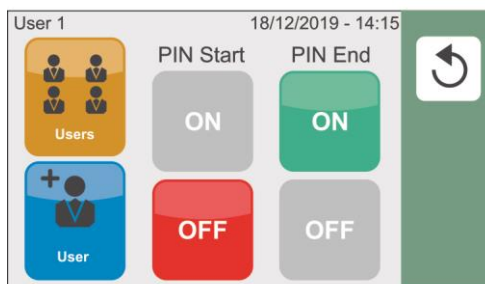 User 1 18/12/2019 - 14:15
PIN Start PIN End
Users ON ON
User OFF OFF